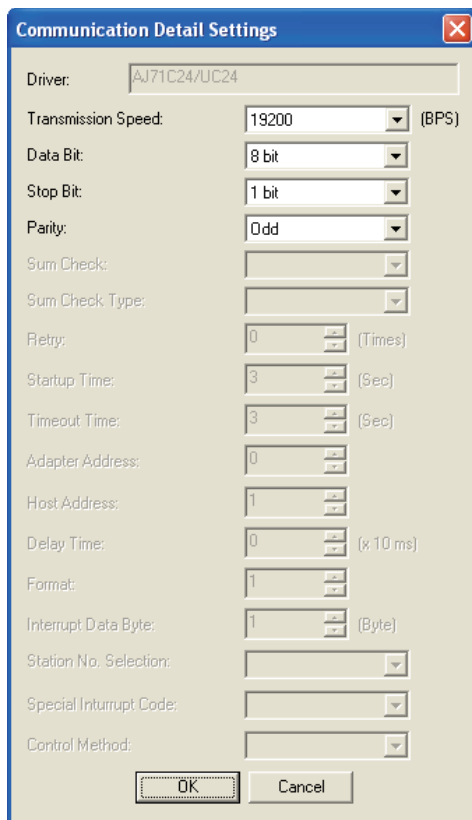 Communication Detail Settings
Driver: AJ71C24/UC24
Transmission Speed: 19200 (BPS)
Data Bit: 8 bit
Stop Bit: 1 bit
Parity: Odd
Sum Check:
Sum Check Type:
Retry: 0 (Times)
Startup Time: 3 (Sec)
Timeout Time: 3 (Sec)
Adapter Address: 0
Host Address: 1
Delay Time: 0 (x 10 ms)
Format: 1
Interrupt Data Byte: 1 (Byte)
Station No. Selection:
Special Inturrupt Code:
Control Method:
OK Cancel